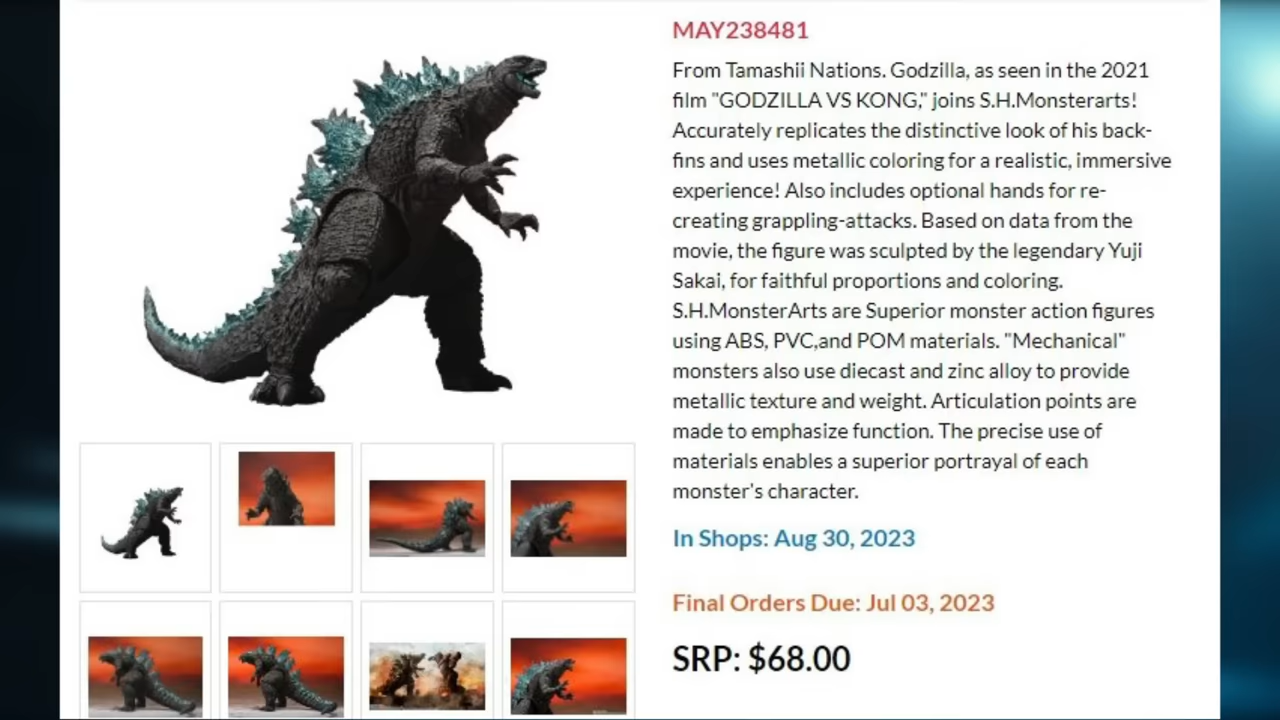 MAY238481
From Tamashii Nations. Godzilla, as seen in the 2021
film "GODZILLA VS KONG," joins S.H.Monsterarts!
Accurately replicates the distinctive look of his back-
fins and uses metallic coloring for a realistic, immersive
experience! Also includes optional hands for re-
creating grappling-attacks. Based on data from the
movie, the figure was sculpted by the legendary Yuji
Sakai, for faithful proportions and coloring.
S.H.MonsterArts are Superior monster action figures
using ABS, PVC,and POM materials. "Mechanical"
monsters also use diecast and zinc alloy to provide
metallic texture and weight. Articulation points are
made to emphasize function. The precise use of
materials enables a superior portrayal of each
monster's character.
In Shops: Aug 30, 2023
Final Orders Due: Jul 03, 2023
SRP: $68.00